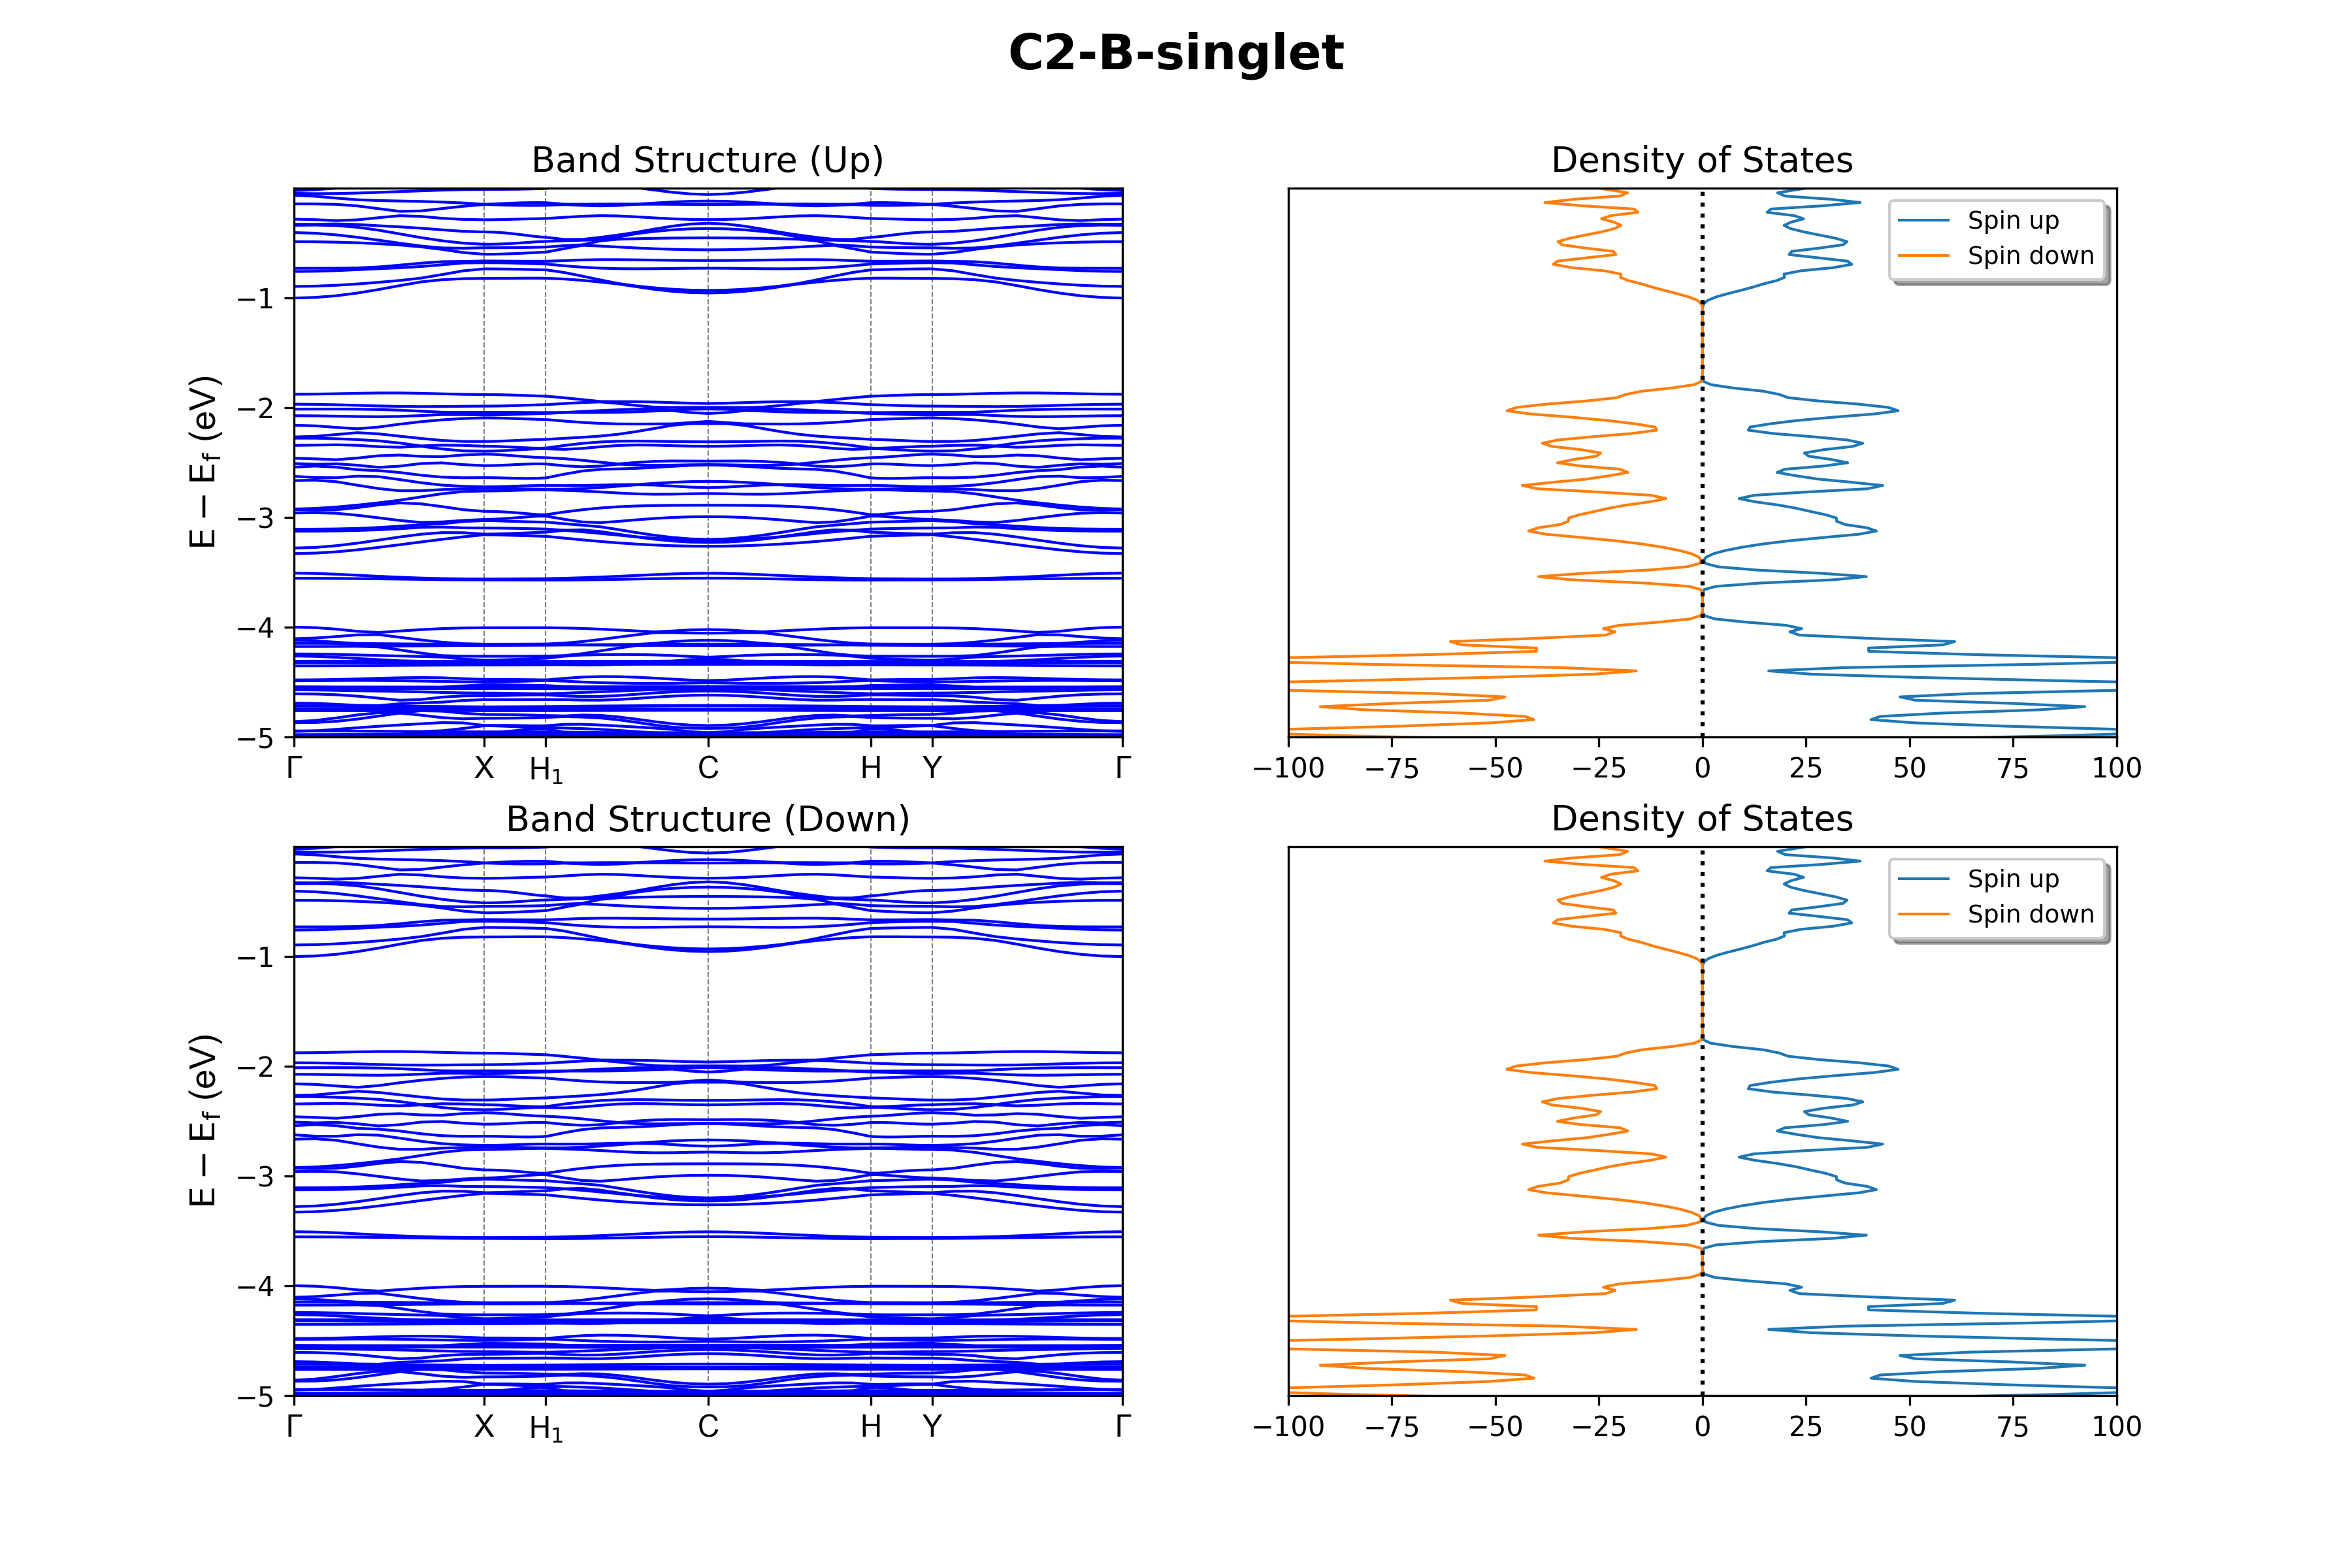 C2-B-singlet
Band Structure (Up)
E − E_f (eV)
−1
−2
−3
−4
−5
Γ X H₁ C H Y Γ
Density of States
Spin up
Spin down
−100 −75 −50 −25 0 25 50 75 100
Band Structure (Down)
E − E_f (eV)
−1
−2
−3
−4
−5
Γ X H₁ C H Y Γ
Density of States
Spin up
Spin down
−100 −75 −50 −25 0 25 50 75 100